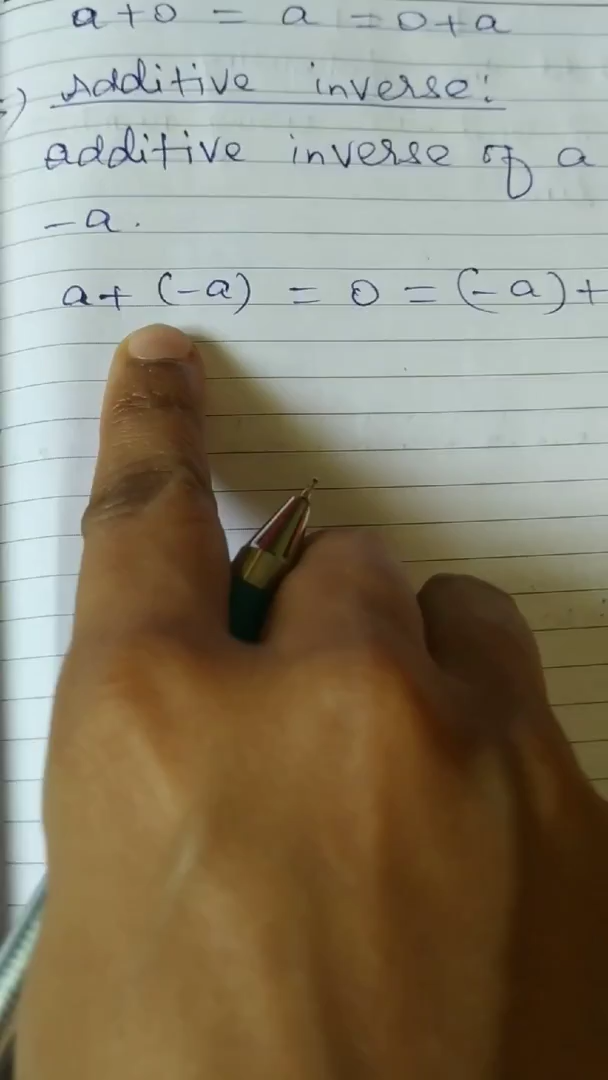 a + 0 = a = 0 + a
:) Additive inverse:
additive inverse of a
- a.
a + (-a) = 0 = (-a) +